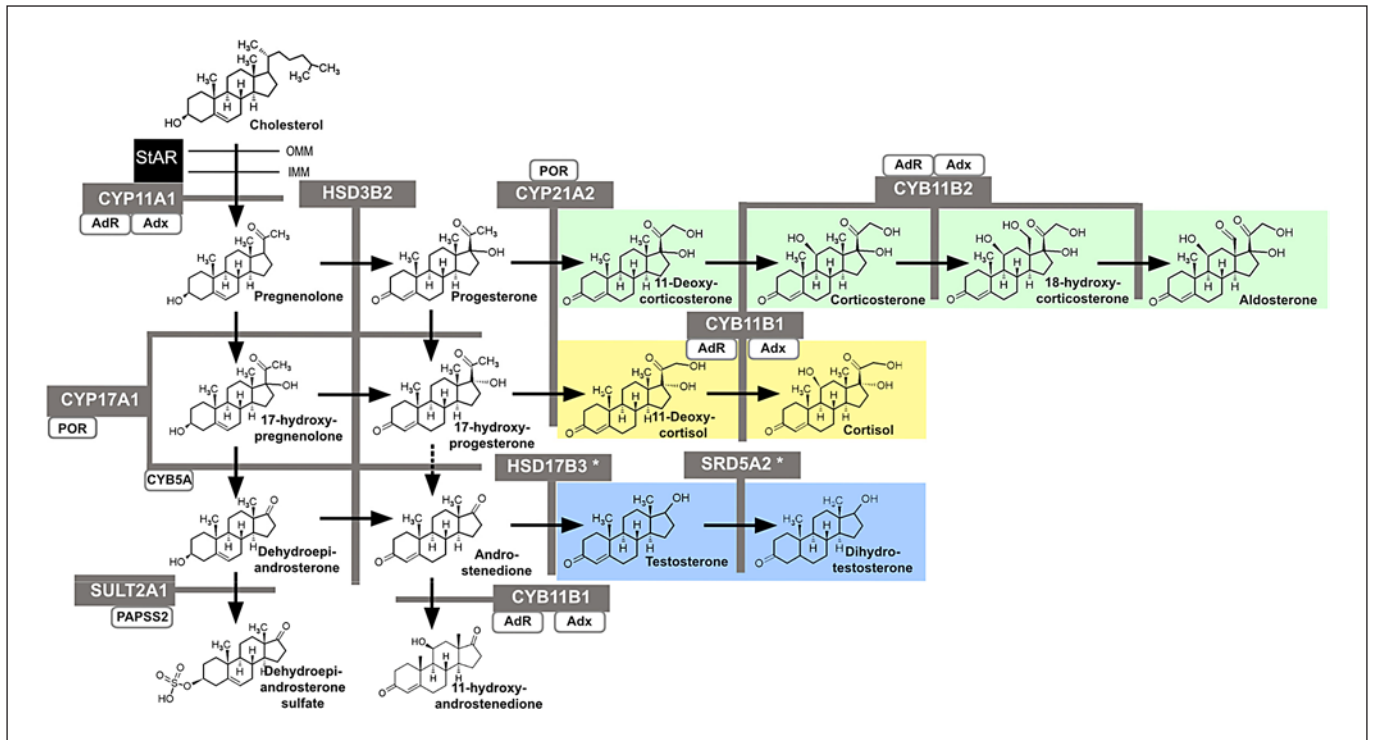 Cholesterol
StAR
OMM
IMM
CYP11A1
AdR Adx
HSD3B2
POR
CYP21A2
AdR Adx
CYB11B2
Pregnenolone
Progesterone
11-Deoxy-
corticosterone
Corticosterone
18-hydroxy-
corticosterone
Aldosterone
CYB11B1
AdR Adx
CYP17A1
POR
CYB5A
17-hydroxy-
pregnenolone
17-hydroxy-
progesterone
11-Deoxy-
cortisol
Cortisol
HSD17B3 *
SRD5A2 *
Dehydroepi-
androsterone
Andro-
stenedione
Testosterone
Dihydro-
testosterone
SULT2A1
PAPSS2
CYB11B1
AdR Adx
Dehydroepi-
androsterone
sulfate
11-hydroxy-
androstenedione